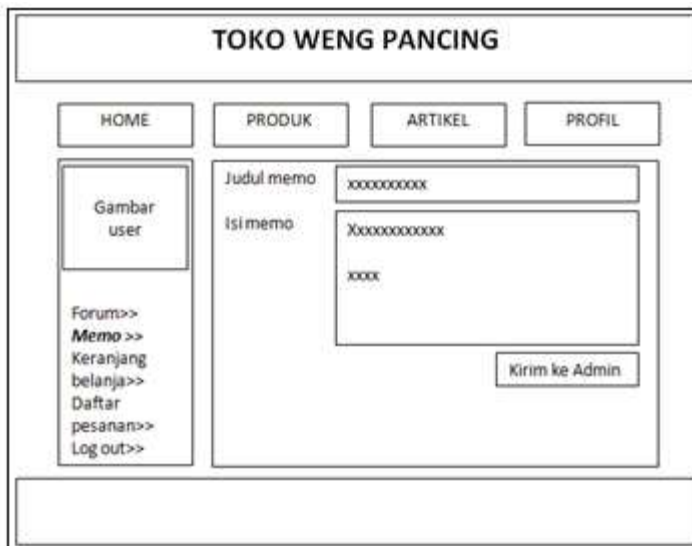 TOKO WENG PANCING
HOME
PRODUK
ARTIKEL
PROFIL
Gambar
user
Forum>>
Memo >>
Keranjang
belanja>>
Daftar
pesanan>>
Log out>>
Judul memo
xxxxxxxxxx
Isi memo
Xxxxxxxxxxxx
xxxx
Kirim ke Admin